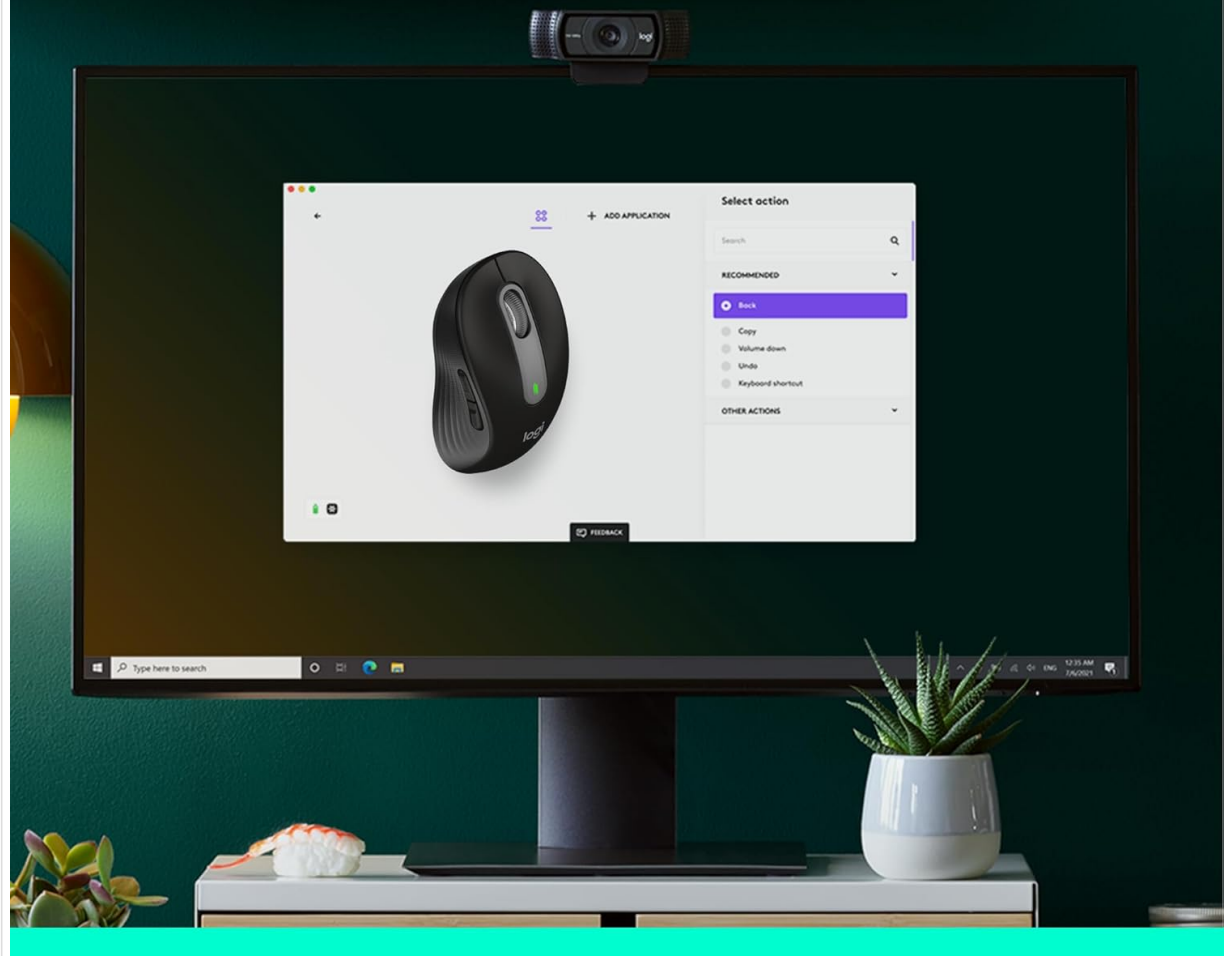 logi
Select action
ADD APPLICATION
Search
RECOMMENDED
Back
Copy
Volume down
Undo
Keyboard shortcut
OTHER ACTIONS
logi
FEEDBACK
Type here to search
ENG
12:35 AM
7/6/2021